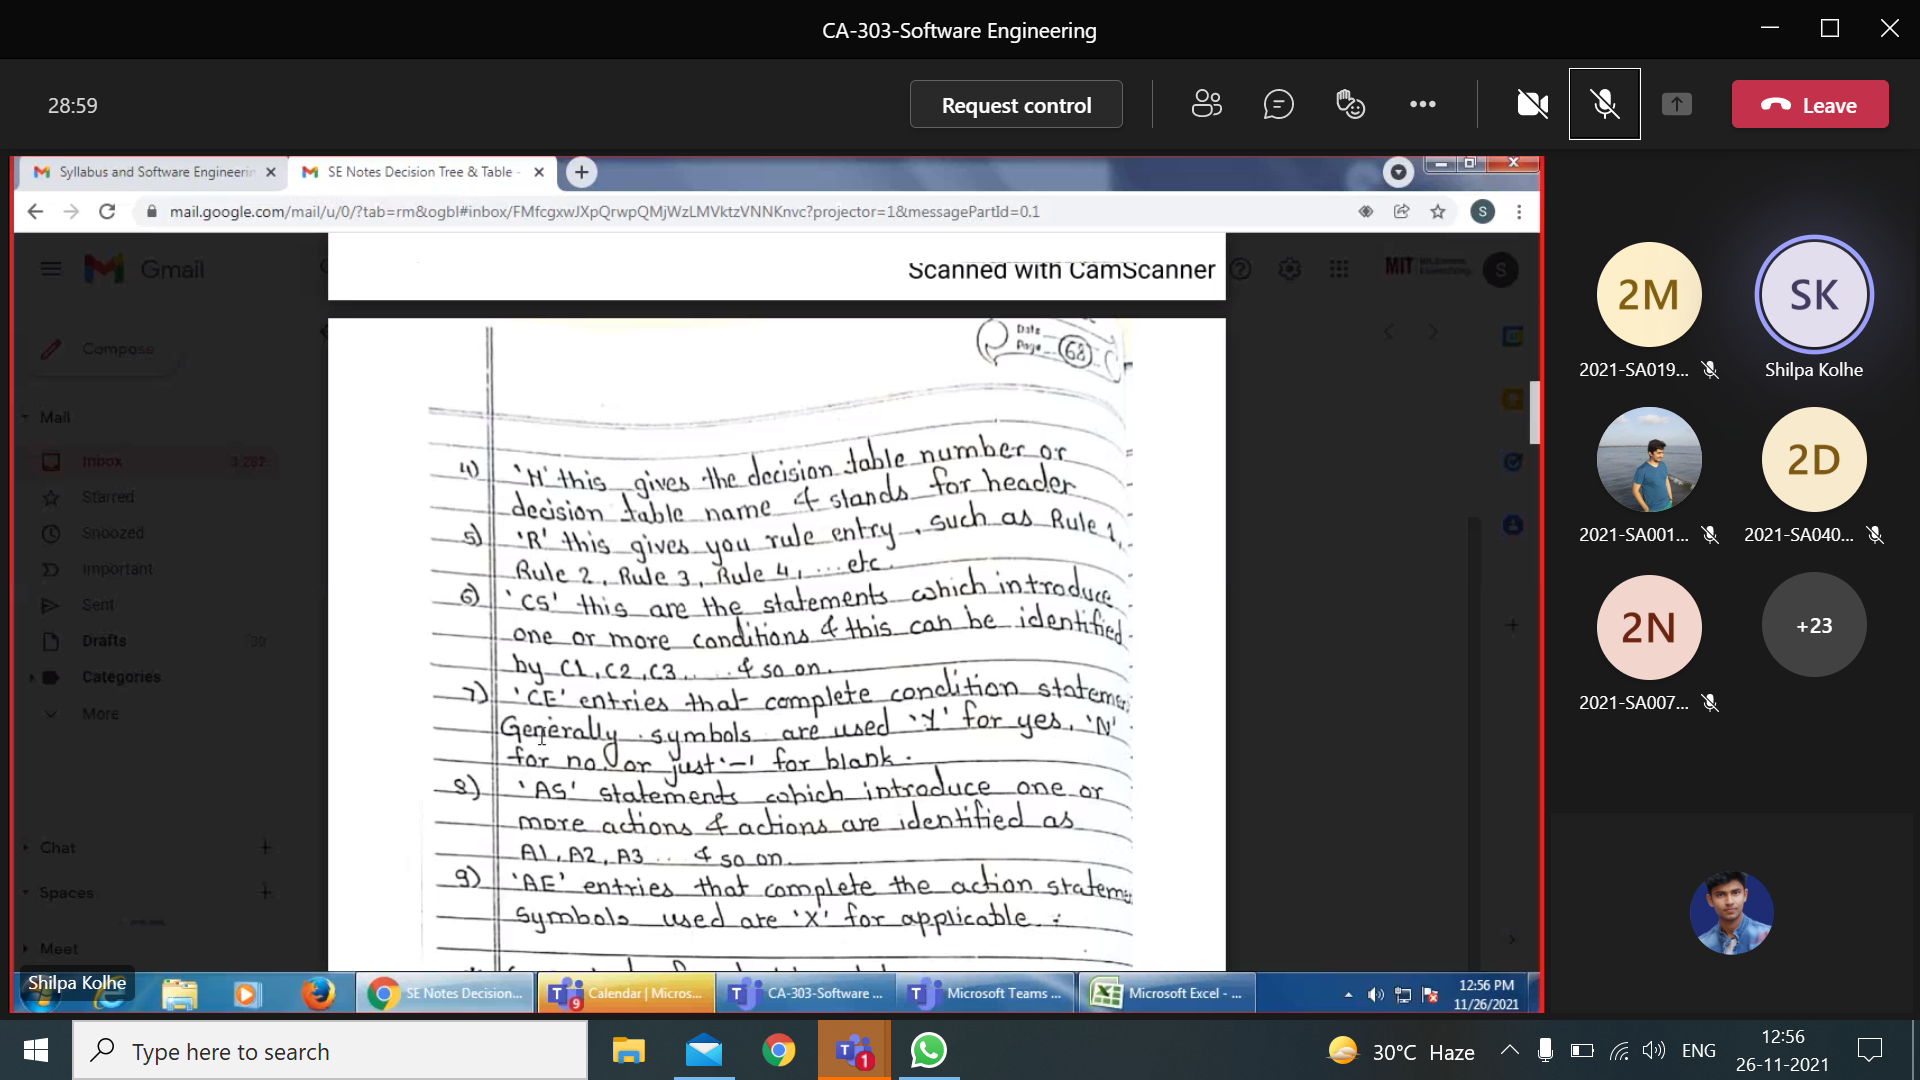 CA-303-Software Engineering
28:59
Request control
Leave
Syllabus and Software Engineerin
SE Notes Decision Tree & Table -
mail.google.com/mail/u/0/?tab=rm&ogbl#inbox/FMfcgxwJXpQrwpQMjWzLMVktzVNNKnvc?projector=1&messagePartId=0.1
S
Gmail
Scanned with CamScanner
MIT
S
Compose
Mail
Inbox 3,282
Starred
Snoozed
Important
Sent
Drafts
Categories
More
Chat
Spaces
Meet
Date
Page 68
4) 'H' this gives the decision table number or
decision table name & stands for header
5) 'R' this gives you rule entry, such as Rule 1,
Rule 2, Rule 3, Rule 4, ... etc.
6) 'CS' this are the statements which introduce
one or more conditions & this can be identified
by C1, C2, C3, ... & so on.
7) 'CE' entries that complete condition stateme
Generally symbols are used 'Y' for yes, 'N'
for no or just '-' for blank.
8) 'AS' statements which introduce one or
more actions & actions are identified as
A1, A2, A3 ... & so on.
9) 'AE' entries that complete the action stateme
symbols used are 'X' for applicable.
2M
2021-SA019...
SK
Shilpa Kolhe
2021-SA001...
2D
2021-SA040...
2N
2021-SA007...
+23
Shilpa Kolhe
SE Notes Decision...
9
Calendar | Micros...
CA-303-Software ...
Microsoft Teams ...
Microsoft Excel - ...
12:56 PM
11/26/2021
Type here to search
1
30°C Haze
ENG
12:56
26-11-2021